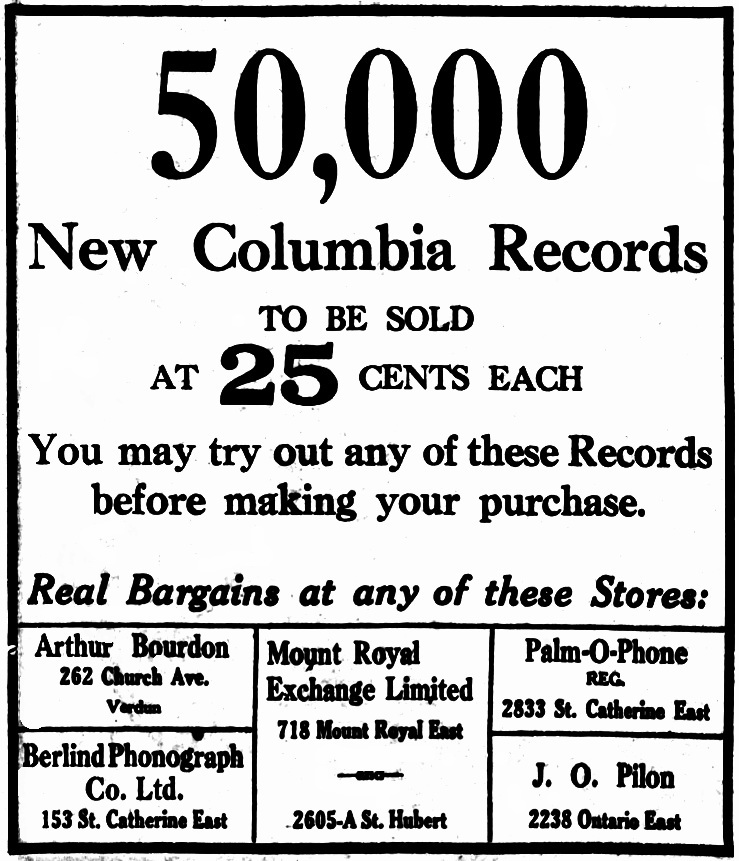 50,000
New Columbia Records
TO BE SOLD
AT 25 CENTS EACH
You may try out any of these Records
before making your purchase.
Real Bargains at any of these Stores:
Arthur Bourdon
262 Church Ave.
Verdun
Berlind Phonograph
Co. Ltd.
153 St. Catherine East
Mount Royal
Exchange Limited
718 Mount Royal East
AND
2605-A St. Hubert
Palm-O-Phone
REG.
2833 St. Catherine East
J. O. Pilon
2238 Ontario East